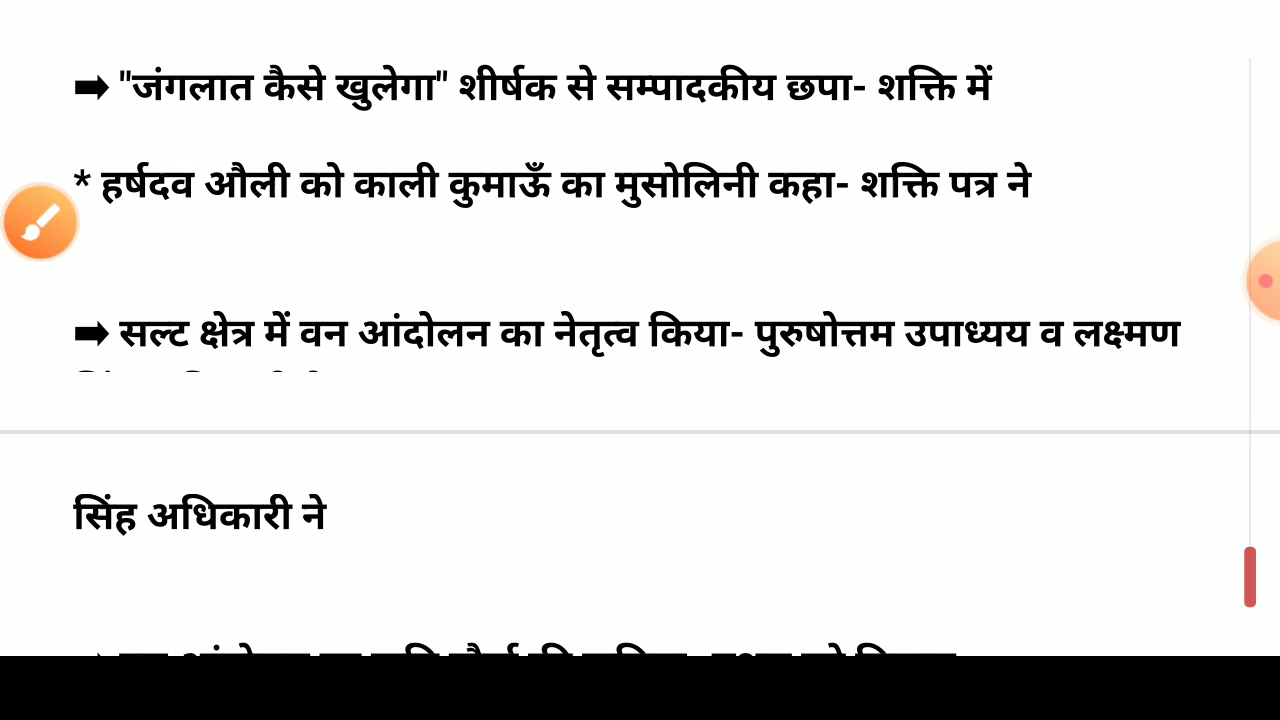 ➡ "जंगलात कैसे खुलेगा" शीर्षक से सम्पादकीय छपा- शक्ति में
* हर्षदव औली को काली कुमाऊँ का मुसोलिनी कहा- शक्ति पत्र ने
➡ सल्ट क्षेत्र में वन आंदोलन का नेतृत्व किया- पुरुषोत्तम उपाध्यय व लक्ष्मण
सिंह अधिकारी ने